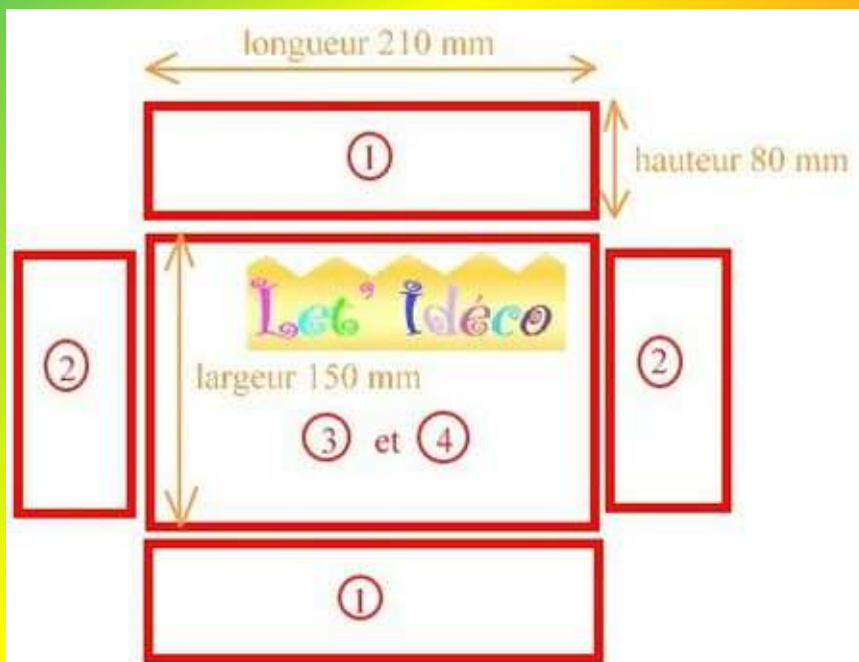 longueur 210 mm
1
hauteur 80 mm
Let' Idéco
2
largeur 150 mm
2
3 et 4
1